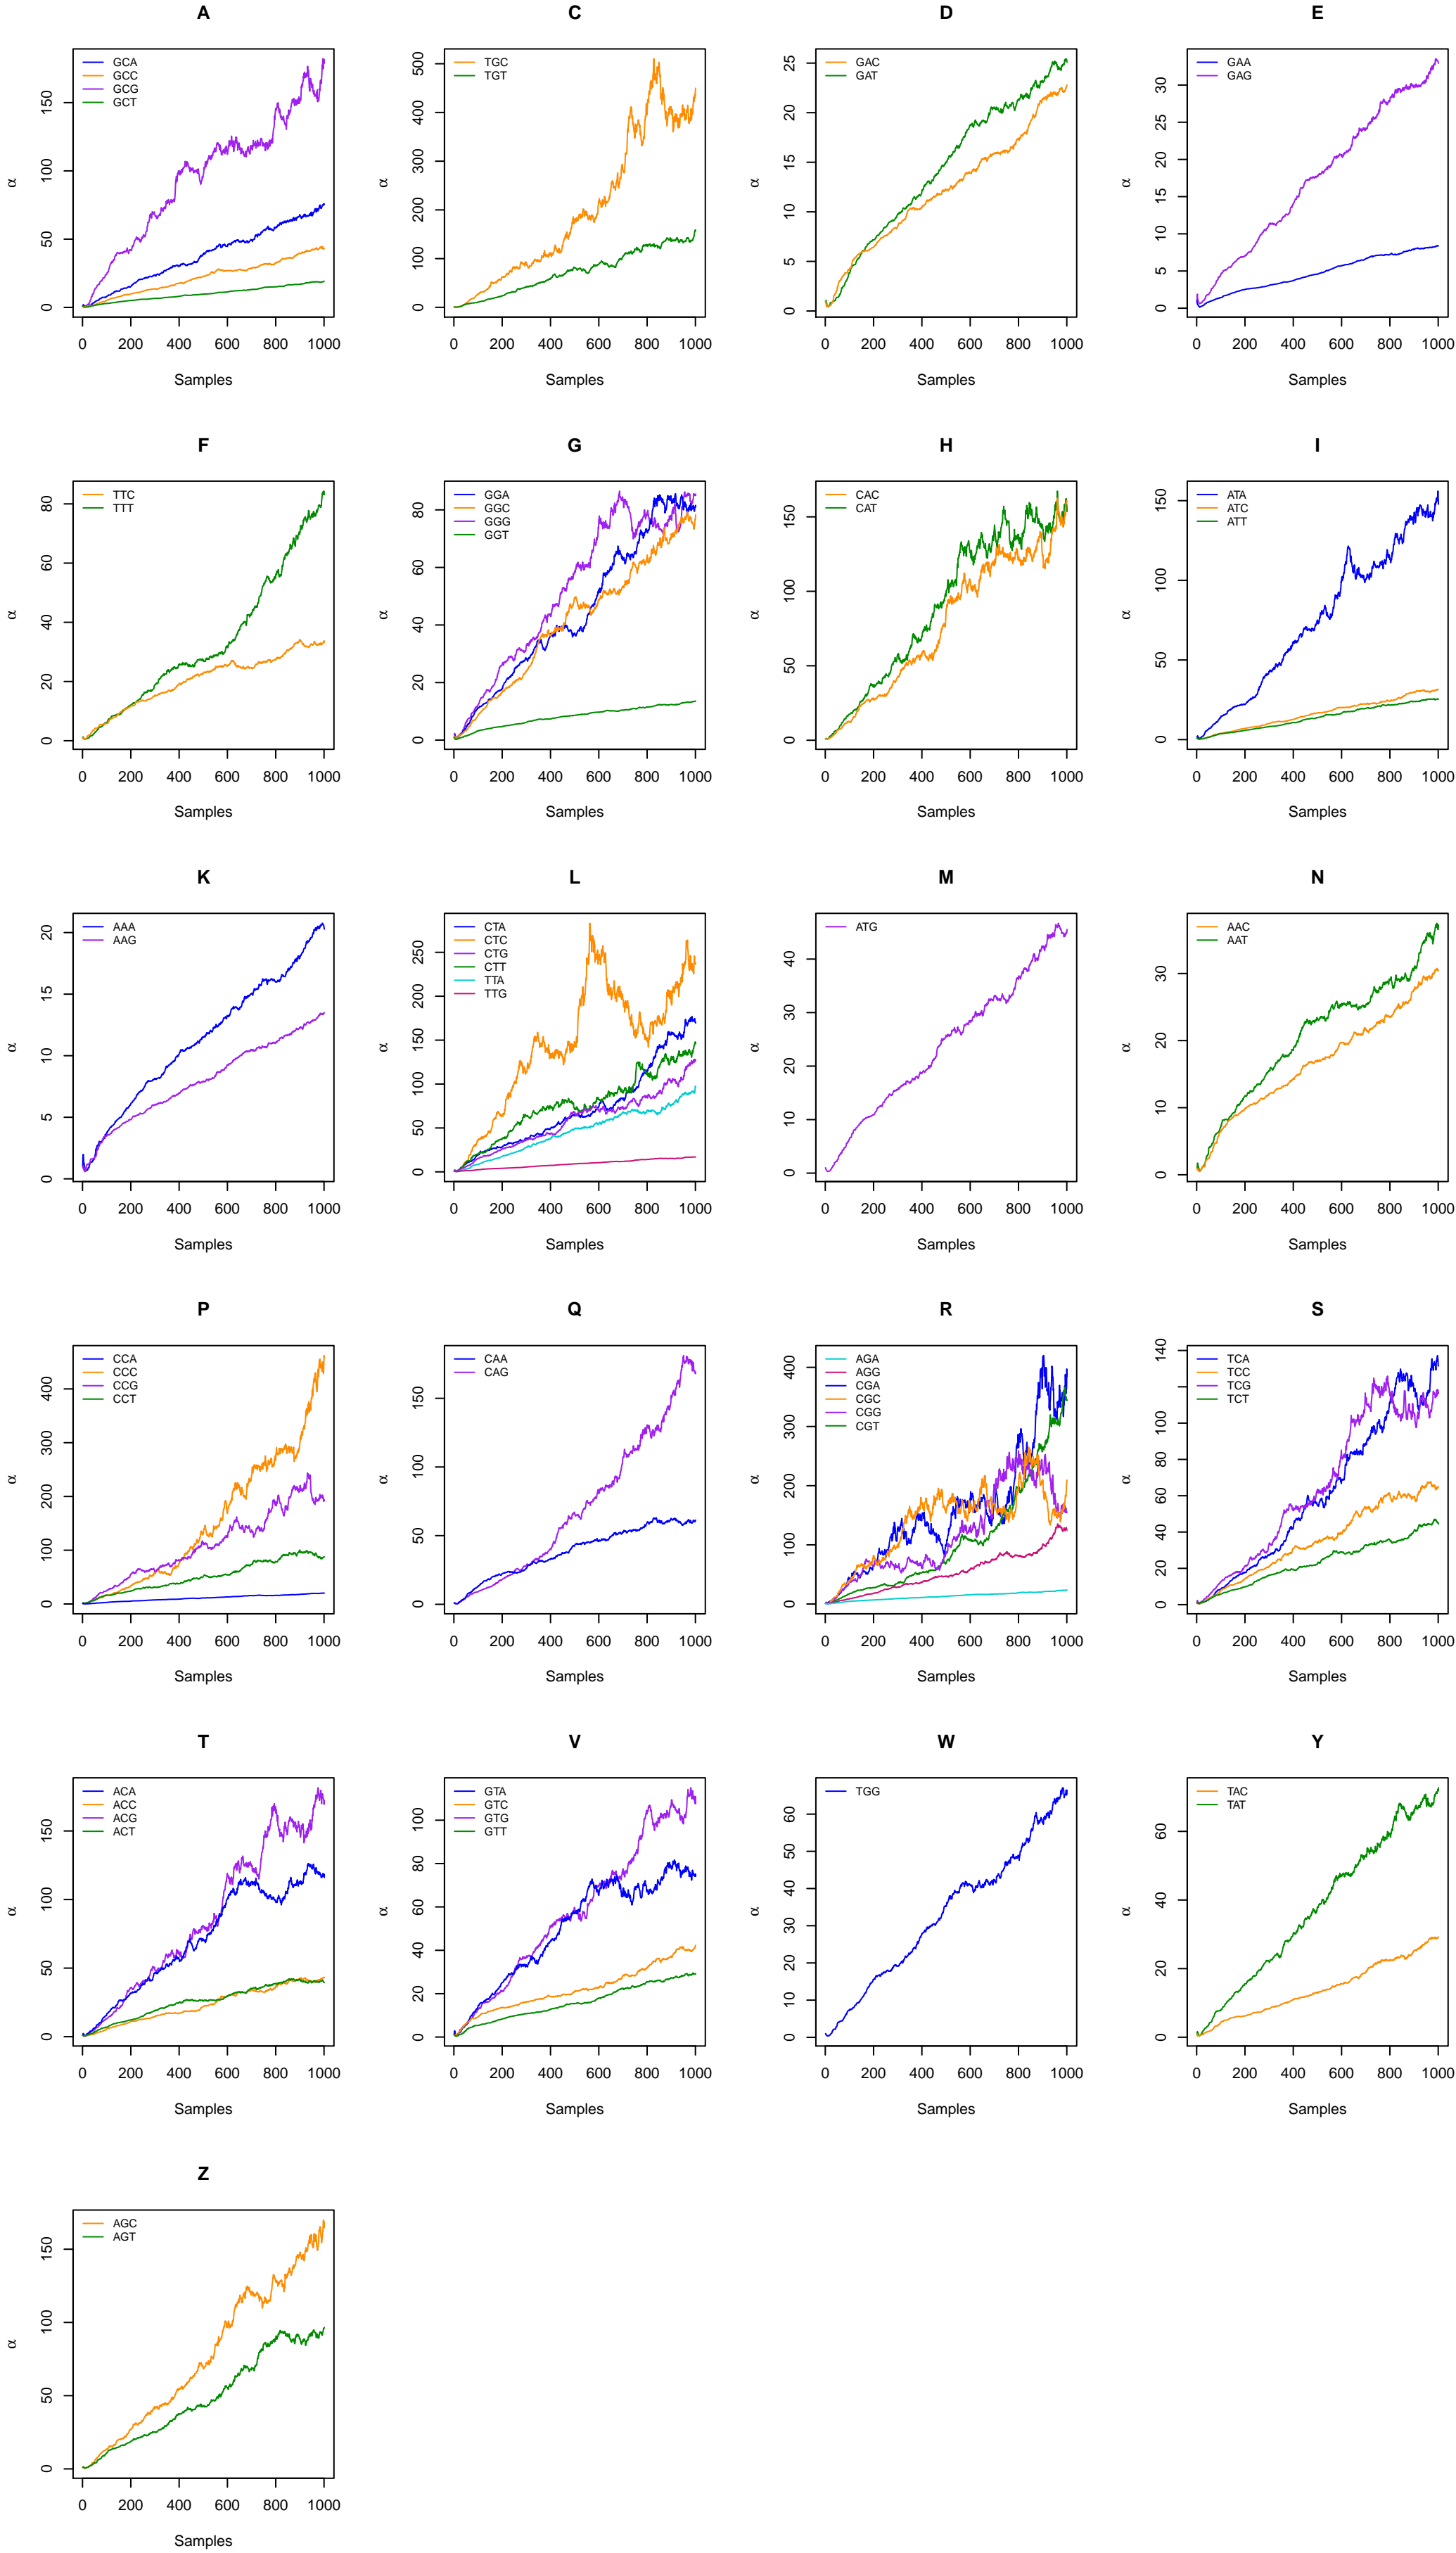 A
C
D
E
GCA
GCC
GCG
GCT
TGC
TGT
GAC
GAT
GAA
GAG
α
0 50 100 150
α
0 100 200 300 400 500
α
0 5 10 15 20 25
α
0 5 10 15 20 25 30
0 200 400 600 800 1000
0 200 400 600 800 1000
0 200 400 600 800 1000
0 200 400 600 800 1000
Samples
Samples
Samples
Samples
F
G
H
I
TTC
TTT
GGA
GGC
GGG
GGT
CAC
CAT
ATA
ATC
ATT
α
0 20 40 60 80
α
0 20 40 60 80
α
0 50 100 150
α
0 50 100 150
0 200 400 600 800 1000
0 200 400 600 800 1000
0 200 400 600 800 1000
0 200 400 600 800 1000
Samples
Samples
Samples
Samples
K
L
M
N
AAA
AAG
CTA
CTC
CTG
CTT
TTA
TTG
ATG
AAC
AAT
α
0 5 10 15 20
α
0 50 100 150 200 250
α
0 10 20 30 40
α
0 10 20 30
0 200 400 600 800 1000
0 200 400 600 800 1000
0 200 400 600 800 1000
0 200 400 600 800 1000
Samples
Samples
Samples
Samples
P
Q
R
S
CCA
CCC
CCG
CCT
CAA
CAG
AGA
AGG
CGA
CGC
CGG
CGT
TCA
TCC
TCG
TCT
α
0 100 200 300 400
α
0 50 100 150
α
0 100 200 300 400
α
0 20 40 60 80 100 140
0 200 400 600 800 1000
0 200 400 600 800 1000
0 200 400 600 800 1000
0 200 400 600 800 1000
Samples
Samples
Samples
Samples
T
V
W
Y
ACA
ACC
ACG
ACT
GTA
GTC
GTG
GTT
TGG
TAC
TAT
α
0 50 100 150
α
0 20 40 60 80 100
α
0 10 20 30 40 50 60
α
0 20 40 60
0 200 400 600 800 1000
0 200 400 600 800 1000
0 200 400 600 800 1000
0 200 400 600 800 1000
Samples
Samples
Samples
Samples
Z
AGC
AGT
α
0 50 100 150
0 200 400 600 800 1000
Samples